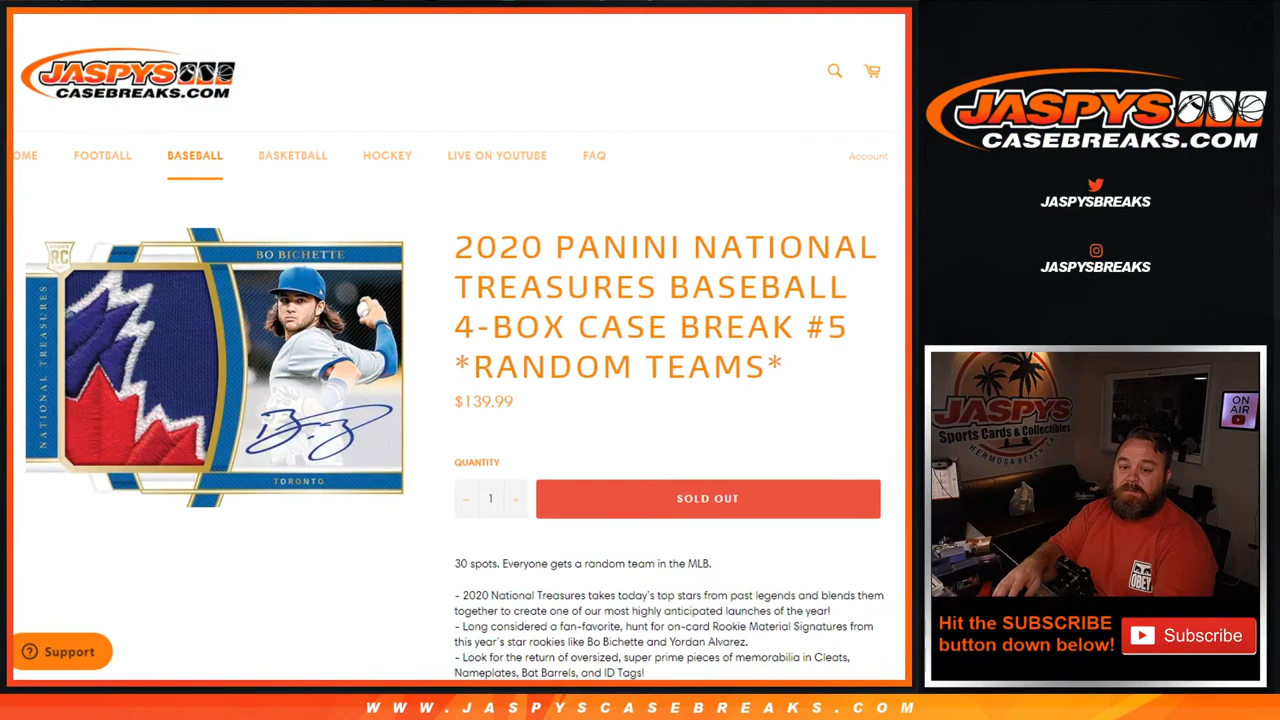 JASPYS
CASEBREAKS.COM
OME
FOOTBALL
BASEBALL
BASKETBALL
HOCKEY
LIVE ON YOUTUBE
FAQ
Account
ROOKIE
RC
BO BICHETTE
NATIONAL TREASURES
TORONTO
2020 PANINI NATIONAL
TREASURES BASEBALL
4-BOX CASE BREAK #5
*RANDOM TEAMS*
$139.99
QUANTITY
− 1 +
SOLD OUT
30 spots. Everyone gets a random team in the MLB.
- 2020 National Treasures takes today's top stars from past legends and blends them
together to create one of our most highly anticipated launches of the year!
- Long considered a fan-favorite, hunt for on-card Rookie Material Signatures from
this year's star rookies like Bo Bichette and Yordan Alvarez.
- Look for the return of oversized, super prime pieces of memorabilia in Cleats,
Nameplates, Bat Barrels, and ID Tags!
Support
JASPYS
CASEBREAKS.COM
JASPYSBREAKS
JASPYSBREAKS
JASPYS
Sports Cards & Collectibles
HERMOSA BEACH CA
ON
AIR
OBEY
Hit the SUBSCRIBE
button down below!
Subscribe
WWW.JASPYSCASEBREAKS.COM